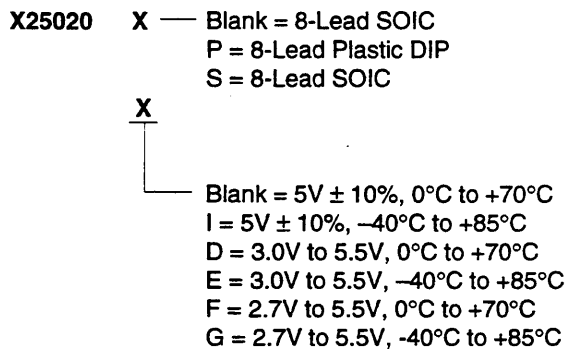 X25020 X Blank = 8-Lead SOIC
P = 8-Lead Plastic DIP
S = 8-Lead SOIC
X
Blank = 5V ± 10%, 0°C to +70°C
I = 5V ± 10%, –40°C to +85°C
D = 3.0V to 5.5V, 0°C to +70°C
E = 3.0V to 5.5V, –40°C to +85°C
F = 2.7V to 5.5V, 0°C to +70°C
G = 2.7V to 5.5V, -40°C to +85°C